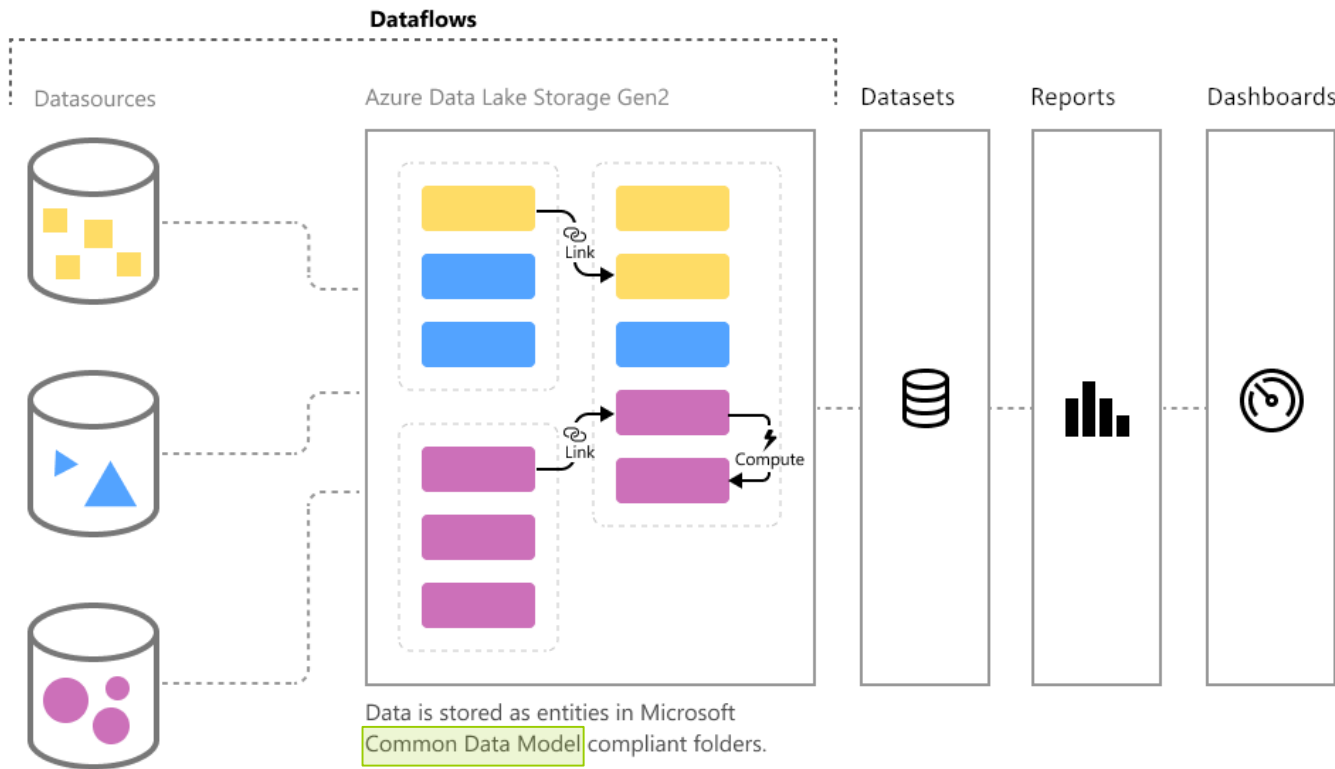 Dataflows
Datasources
Azure Data Lake Storage Gen2
Datasets
Reports
Dashboards
Link
Link
Compute
Data is stored as entities in Microsoft
Common Data Model compliant folders.